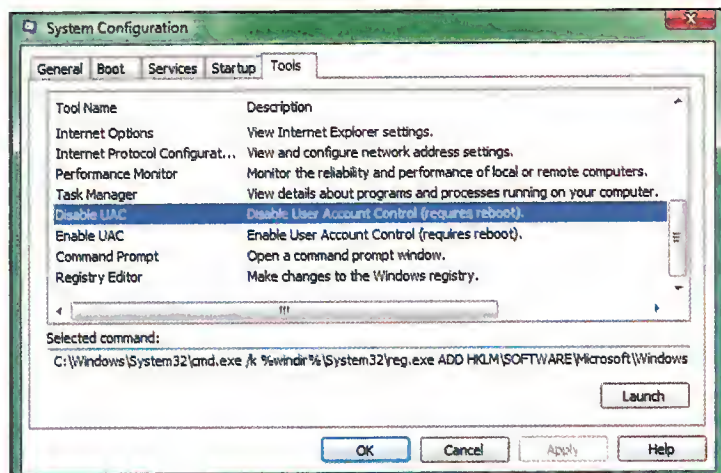 System Configuration
General Boot Services Startup Tools
Tool Name Description
Internet Options View Internet Explorer settings.
Internet Protocol Configurat... View and configure network address settings.
Performance Monitor Monitor the reliability and performance of local or remote computers.
Task Manager View details about programs and processes running on your computer.
Disable UAC Disable User Account Control (requires reboot).
Enable UAC Enable User Account Control (requires reboot).
Command Prompt Open a command prompt window.
Registry Editor Make changes to the Windows registry.
Selected command:
C:\Windows\System32\cmd.exe /k %windir%\System32\reg.exe ADD HKLM\SOFTWARE\Microsoft\Windows
Launch
OK Cancel Apply Help